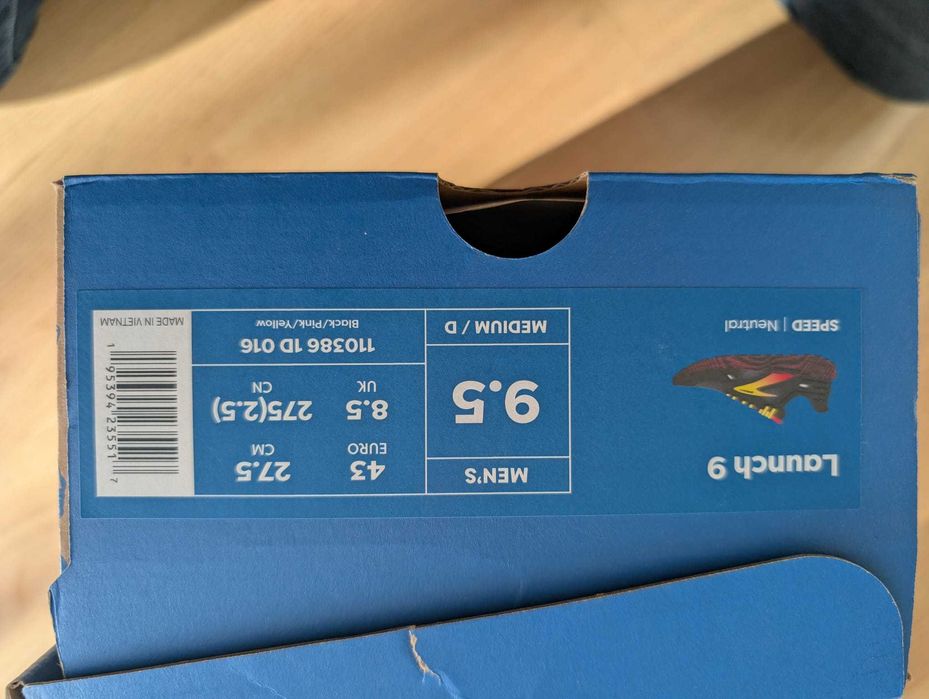 Launch 9
SPEED | Neutral
MEN'S
9.5
MEDIUM / D
43
EURO
27.5
CM
8.5
UK
275(2.5)
CN
110386 1D 016
Black/Pink/Yellow
1 95394 23551 7
MADE IN VIETNAM